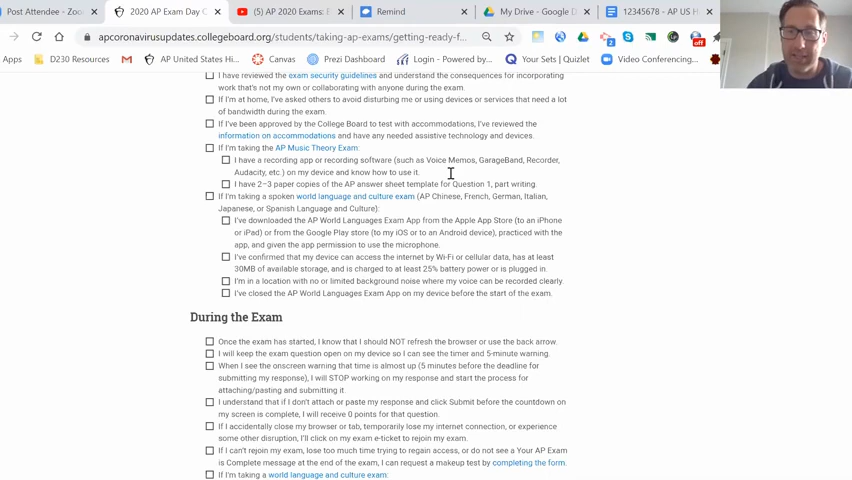 Post Attendee - Zoo
2020 AP Exam Day C
(5) AP 2020 Exams: E
Remind
My Drive - Google D
12345678 - AP US H
apcoronavirusupdates.collegeboard.org/students/taking-ap-exams/getting-ready-f...
2
off
Apps
D230 Resources
AP United States Hi...
Canva
Prezi Dashboard
Login - Powered by...
Your Sets | Quizlet
Video Conferencing...
I have reviewed the exam security guidelines and understand the consequences for incorporating
work that's not my own or collaborating with anyone during the exam.
If I'm at home, I've asked others to avoid disturbing me or using devices or services that need a lot
of bandwidth during the exam.
If I've been approved by the College Board to test with accommodations, I've reviewed the
information on accommodations and have any needed assistive technology and devices.
If I'm taking the AP Music Theory Exam:
I have a recording app or recording software (such as Voice Memos, GarageBand, Recorder,
Audacity, etc.) on my device and know how to use it.
I have 2–3 paper copies of the AP answer sheet template for Question 1, part writing.
If I'm taking a spoken world language and culture exam (AP Chinese, French, German, Italian,
Japanese, or Spanish Language and Culture):
I've downloaded the AP World Languages Exam App from the Apple App Store (to an iPhone
or iPad) or from the Google Play store (to my iOS or to an Android device), practiced with the
app, and given the app permission to use the microphone.
I've confirmed that my device can access the internet by Wi-Fi or cellular data, has at least
30MB of available storage, and is charged to at least 25% battery power or is plugged in.
I'm in a location with no or limited background noise where my voice can be recorded clearly.
I've closed the AP World Languages Exam App on my device before the start of the exam.
During the Exam
Once the exam has started, I know that I should NOT refresh the browser or use the back arrow.
I will keep the exam question open on my device so I can see the timer and 5-minute warning.
When I see the onscreen warning that time is almost up (5 minutes before the deadline for
submitting my response), I will STOP working on my response and start the process for
attaching/pasting and submitting it.
I understand that if I don't attach or paste my response and click Submit before the countdown on
my screen is complete, I will receive 0 points for that question.
If I accidentally close my browser or tab, temporarily lose my internet connection, or experience
some other disruption, I'll click on my exam e-ticket to rejoin my exam.
If I can't rejoin my exam, lose too much time trying to regain access, or do not see a Your AP Exam
is Complete message at the end of the exam, I can request a makeup test by completing the form.
If I'm taking a world language and culture exam: